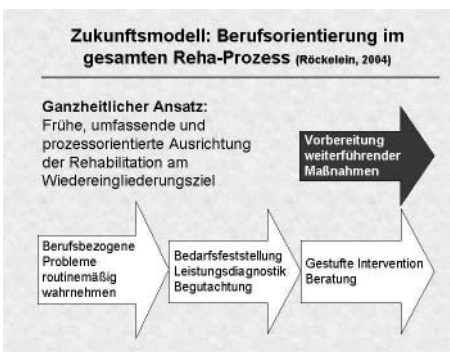 Zukunftsmodell: Berufsorientierung im
gesamten Reha-Prozess (Röckelein, 2004)
Ganzheitlicher Ansatz:
Frühe, umfassende und
prozessorientierte Ausrichtung
der Rehabilitation am
Wiedereingliederungsziel
Vorbereitung
weiterführender
Maßnahmen
Berufsbezogene
Probleme
routinemäßig
wahrnehmen
Bedarfsfeststellung
Leistungsdiagnostik
Begutachtung
Gestufte Intervention
Beratung